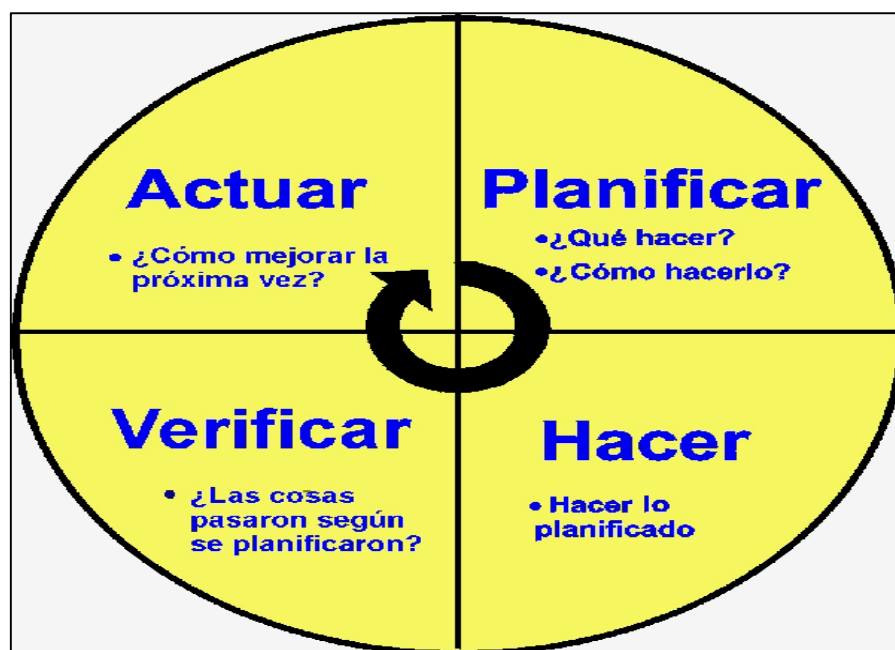 Actuar
• ¿Cómo mejorar la
próxima vez?
Planificar
•¿Qué hacer?
•¿Cómo hacerlo?
Verificar
• ¿Las cosas
pasaron según
se planificaron?
Hacer
• Hacer lo
planificado